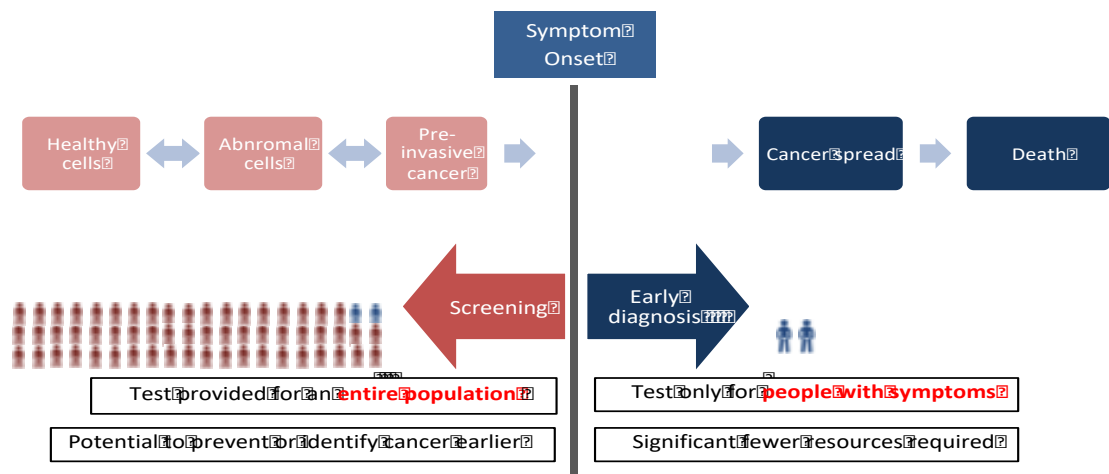 Symptom
Onset
Healthy
cells
Abnromal
cells
Pre-
invasive
cancer
Cancer spread
Death
Screening
Early
diagnosis
Test provided for an entire population
Test only for people with symptoms
Potential to prevent or identify cancer earlier
Significant fewer resources required